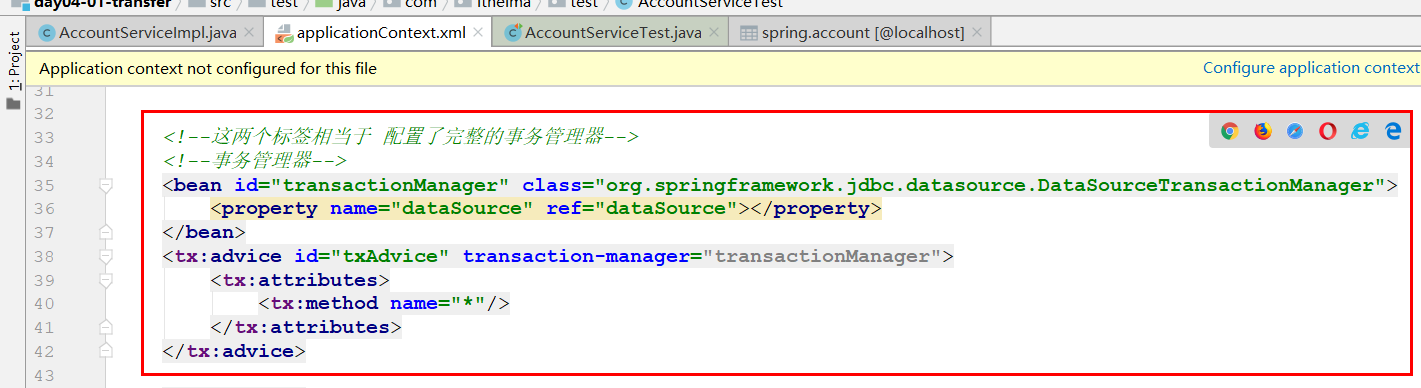 day04-01-transfer src test java com itheima test AccountServiceTest
AccountServiceImpl.java applicationContext.xml AccountServiceTest.java spring.account [@localhost]
1: Project
Application context not configured for this file Configure application context
31
32
33 <!--这两个标签相当于 配置了完整的事务管理器-->
34 <!--事务管理器-->
35 <bean id="transactionManager" class="org.springframework.jdbc.datasource.DataSourceTransactionManager">
36 <property name="dataSource" ref="dataSource"></property>
37 </bean>
38 <tx:advice id="txAdvice" transaction-manager="transactionManager">
39 <tx:attributes>
40 <tx:method name="*"/>
41 </tx:attributes>
42 </tx:advice>
43